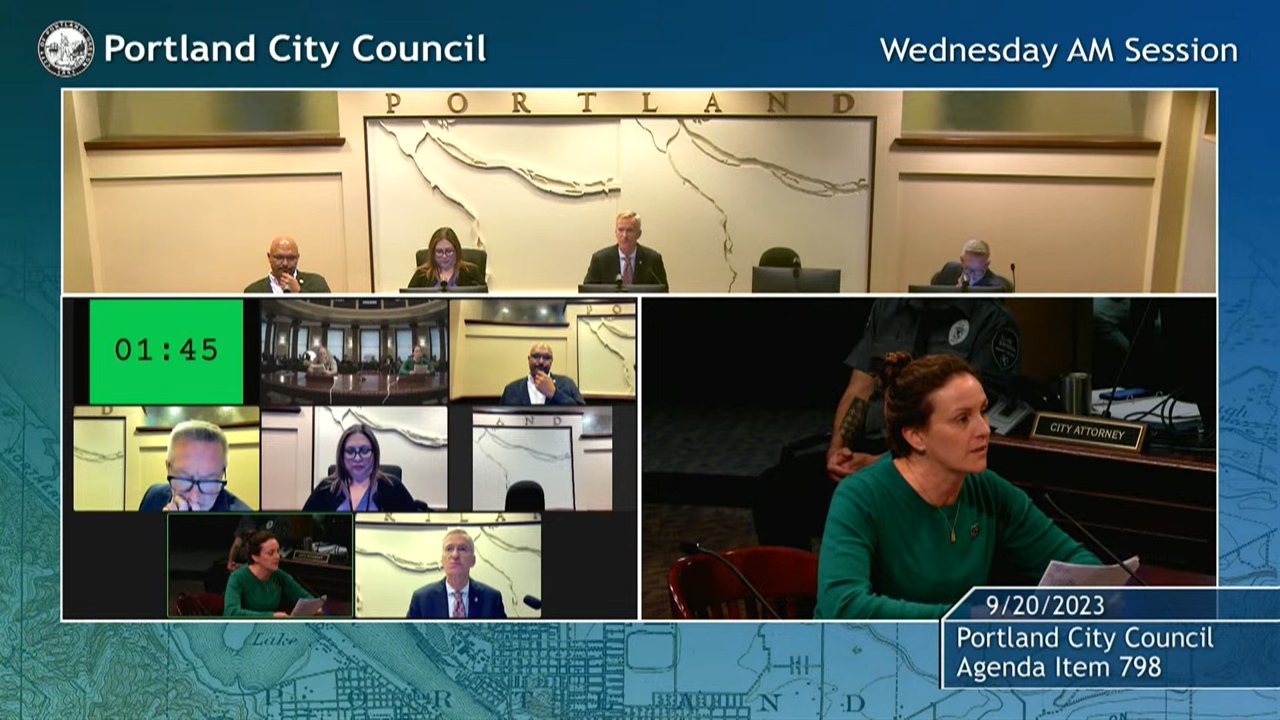 Portland City Council
Wednesday AM Session
PORTLAND
01:45
CITY ATTORNEY
9/20/2023
Portland City Council
Agenda Item 798
Lake